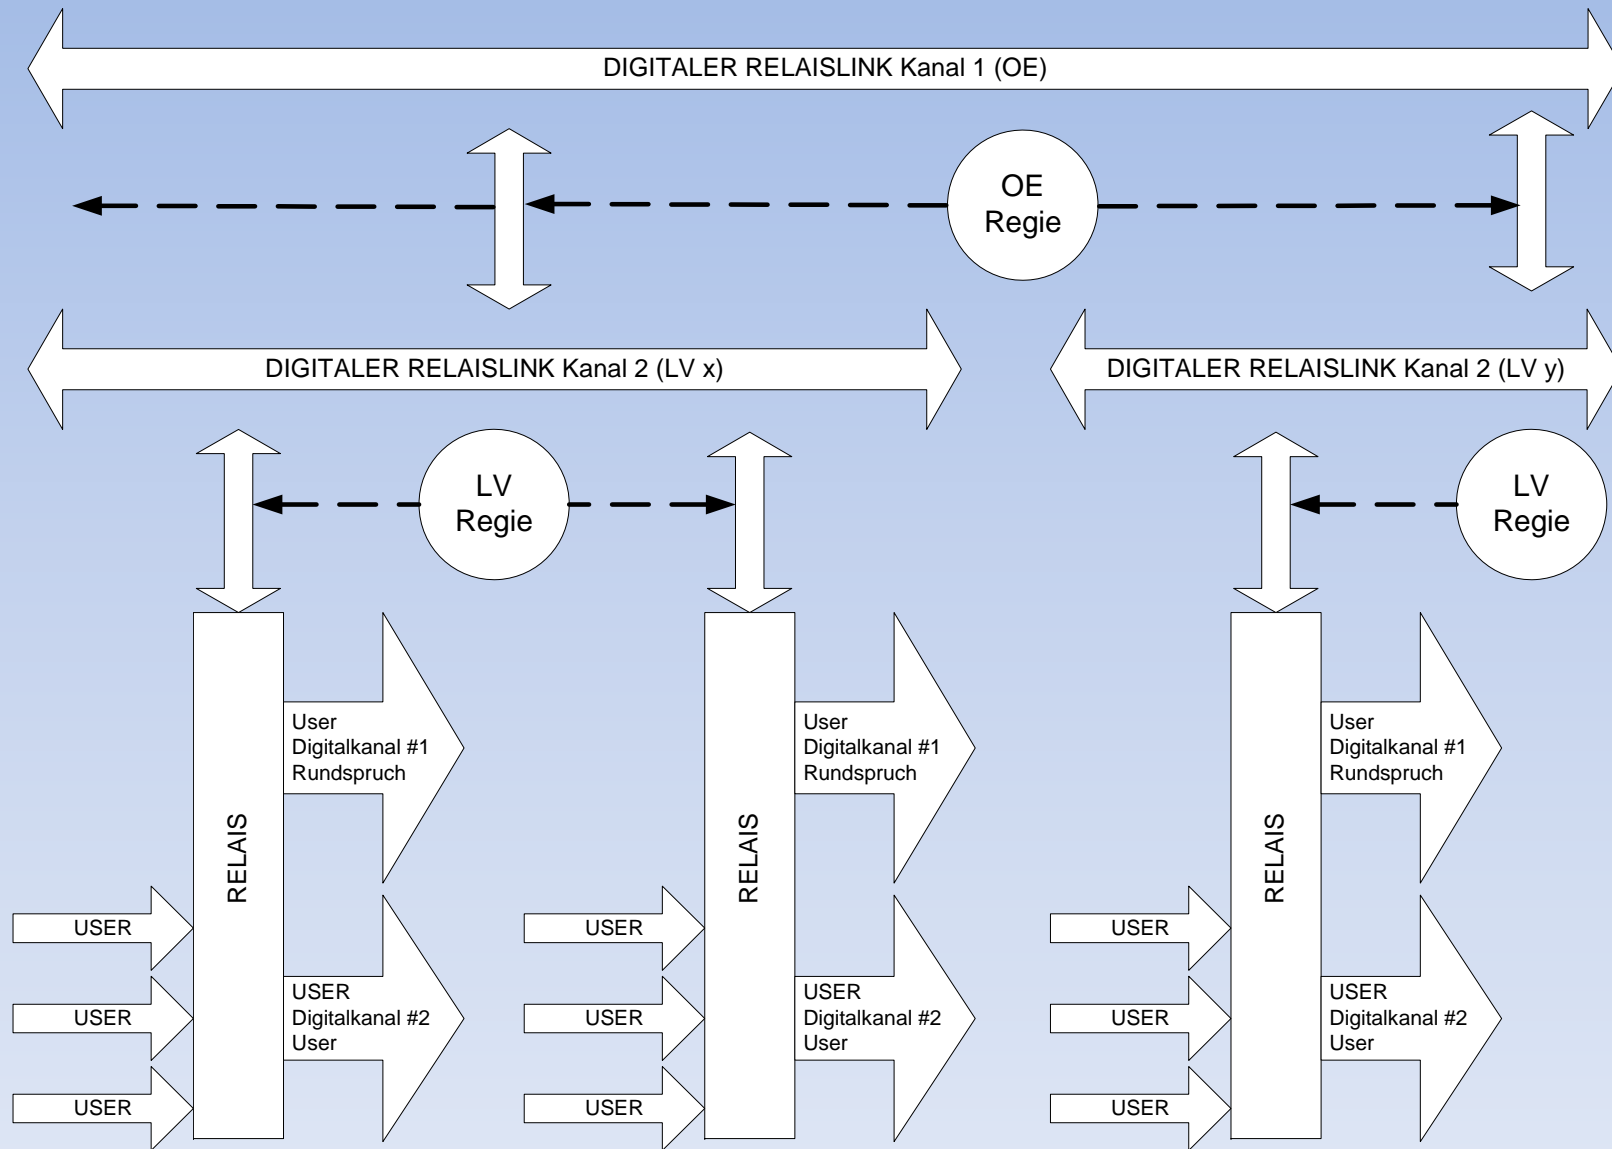 DIGITALER RELAISLINK Kanal 1 (OE)
OE
Regie
DIGITALER RELAISLINK Kanal 2 (LV x)
DIGITALER RELAISLINK Kanal 2 (LV y)
LV
Regie
LV
Regie
RELAIS
User
Digitalkanal #1
Rundspruch
USER
Digitalkanal #2
User
USER
USER
USER
RELAIS
User
Digitalkanal #1
Rundspruch
USER
Digitalkanal #2
User
USER
USER
USER
RELAIS
User
Digitalkanal #1
Rundspruch
USER
Digitalkanal #2
User
USER
USER
USER